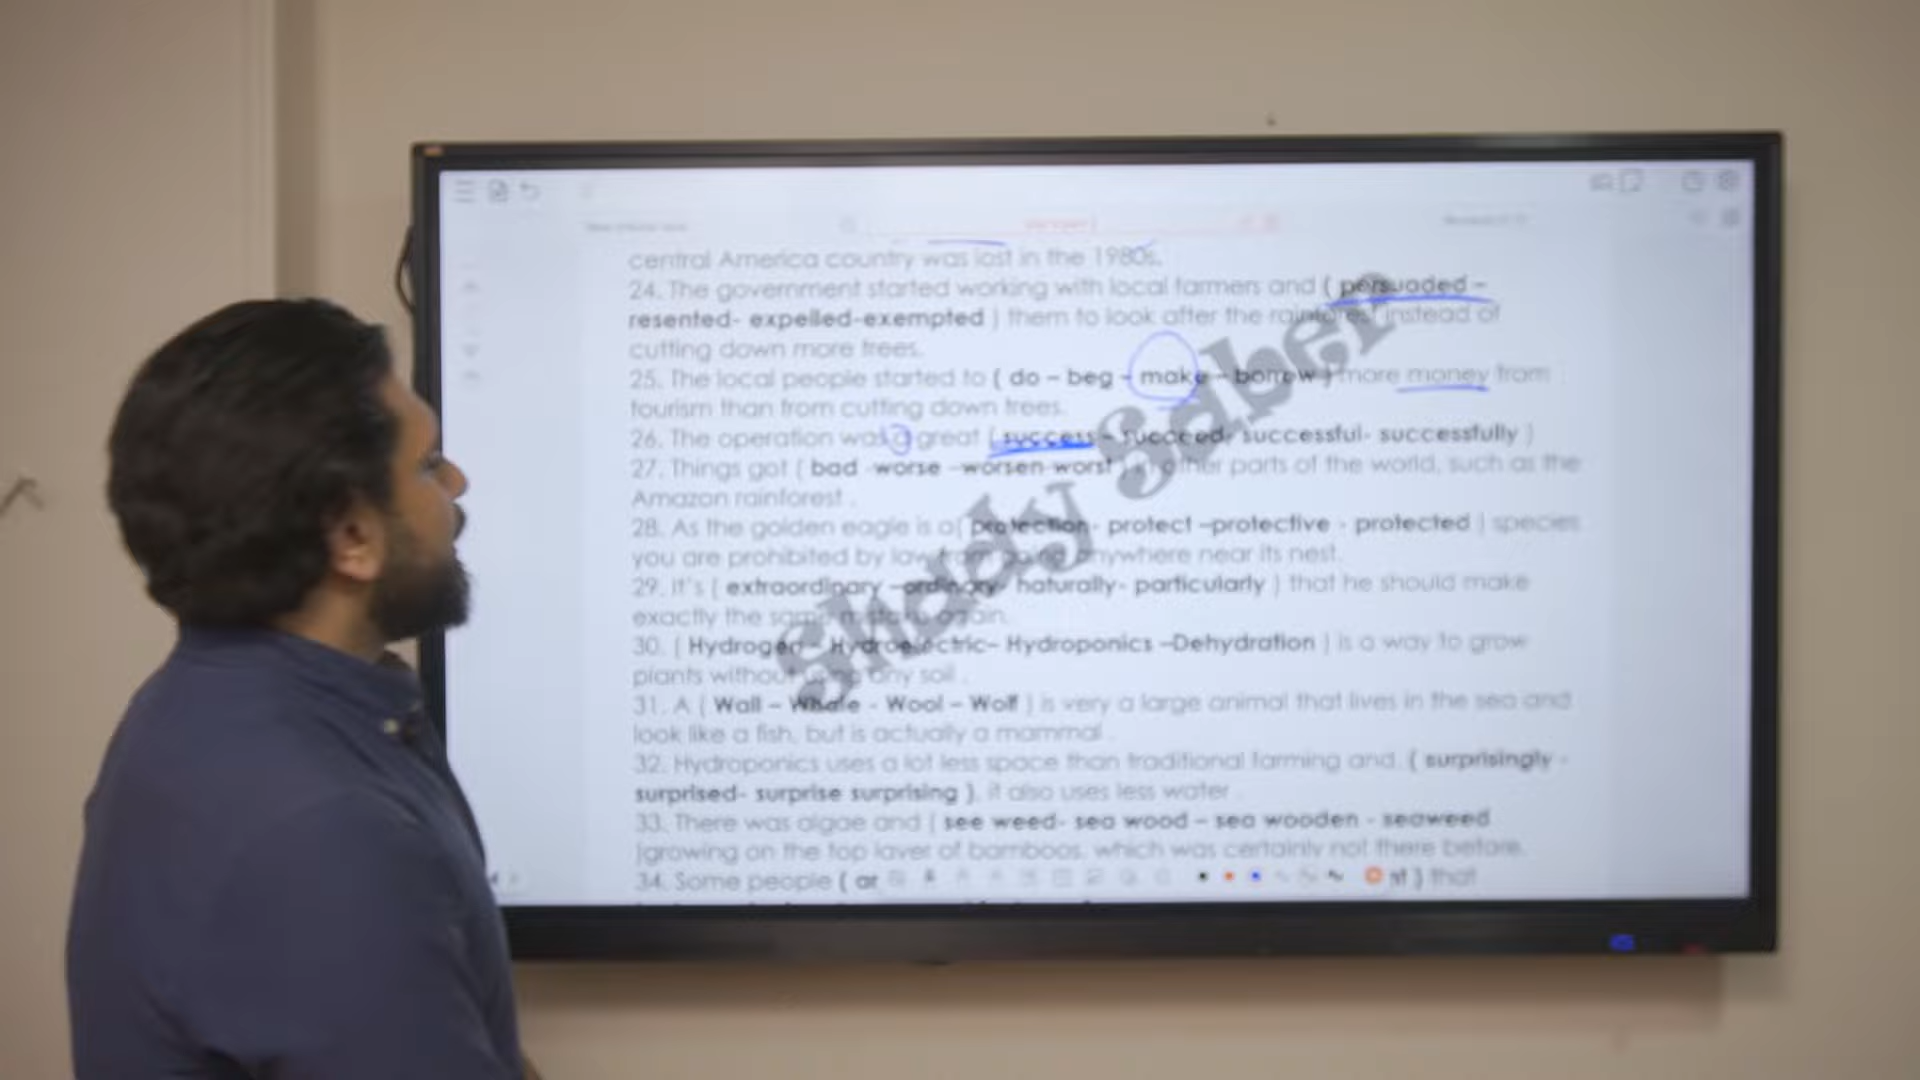 central America country was lost in the 1980s.
24. The government started working with local farmers and ( persuaded –
resented- expelled-exempted ) them to look after the rainforest instead of
cutting down more trees.
25. The local people started to ( do – beg – make – borrow ) more money from
tourism than from cutting down trees.
26. The operation was a great ( success – succeed- successful- successfully )
27. Things got ( bad -worse –worsen-worst ) in other parts of the world, such as the
Amazon rainforest .
28. As the golden eagle is a( protection- protect –protective - protected ) species
you are prohibited by law from going anywhere near its nest.
29. It's ( extraordinary –ordinary- naturally- particularly ) that he should make
exactly the same mistake again.
30. ( Hydrogen – Hydroelectric– Hydroponics –Dehydration ) is a way to grow
plants without using any soil .
31. A ( Wall – Whale - Wool – Wolf ) is very a large animal that lives in the sea and
look like a fish, but is actually a mammal .
32. Hydroponics uses a lot less space than traditional farming and, ( surprisingly -
surprised- surprise surprising ), it also uses less water
33. There was algae and ( see weed- sea wood – sea wooden - seaweed
)growing on the top layer of bamboos, which was certainly not there before.
34. Some people ( ) that
Shady Saber